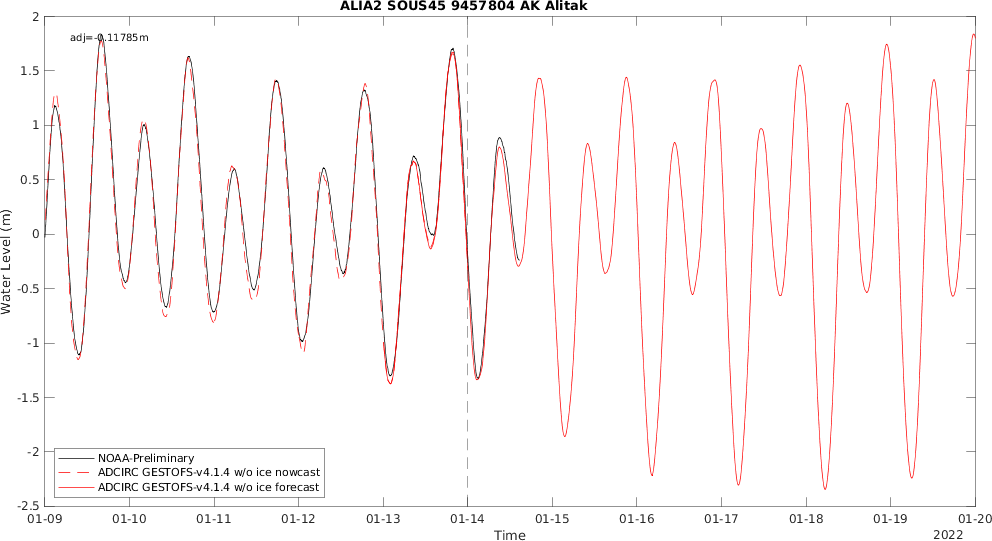 ALIA2 SOUS45 9457804 AK Alitak
adj=-0.11785m
2
1.5
1
0.5
0
-0.5
-1
-1.5
-2
-2.5
Water Level (m)
NOAA-Preliminary
ADCIRC GESTOFS-v4.1.4 w/o ice nowcast
ADCIRC GESTOFS-v4.1.4 w/o ice forecast
01-09 01-10 01-11 01-12 01-13 01-14 01-15 01-16 01-17 01-18 01-19 01-20
Time
2022